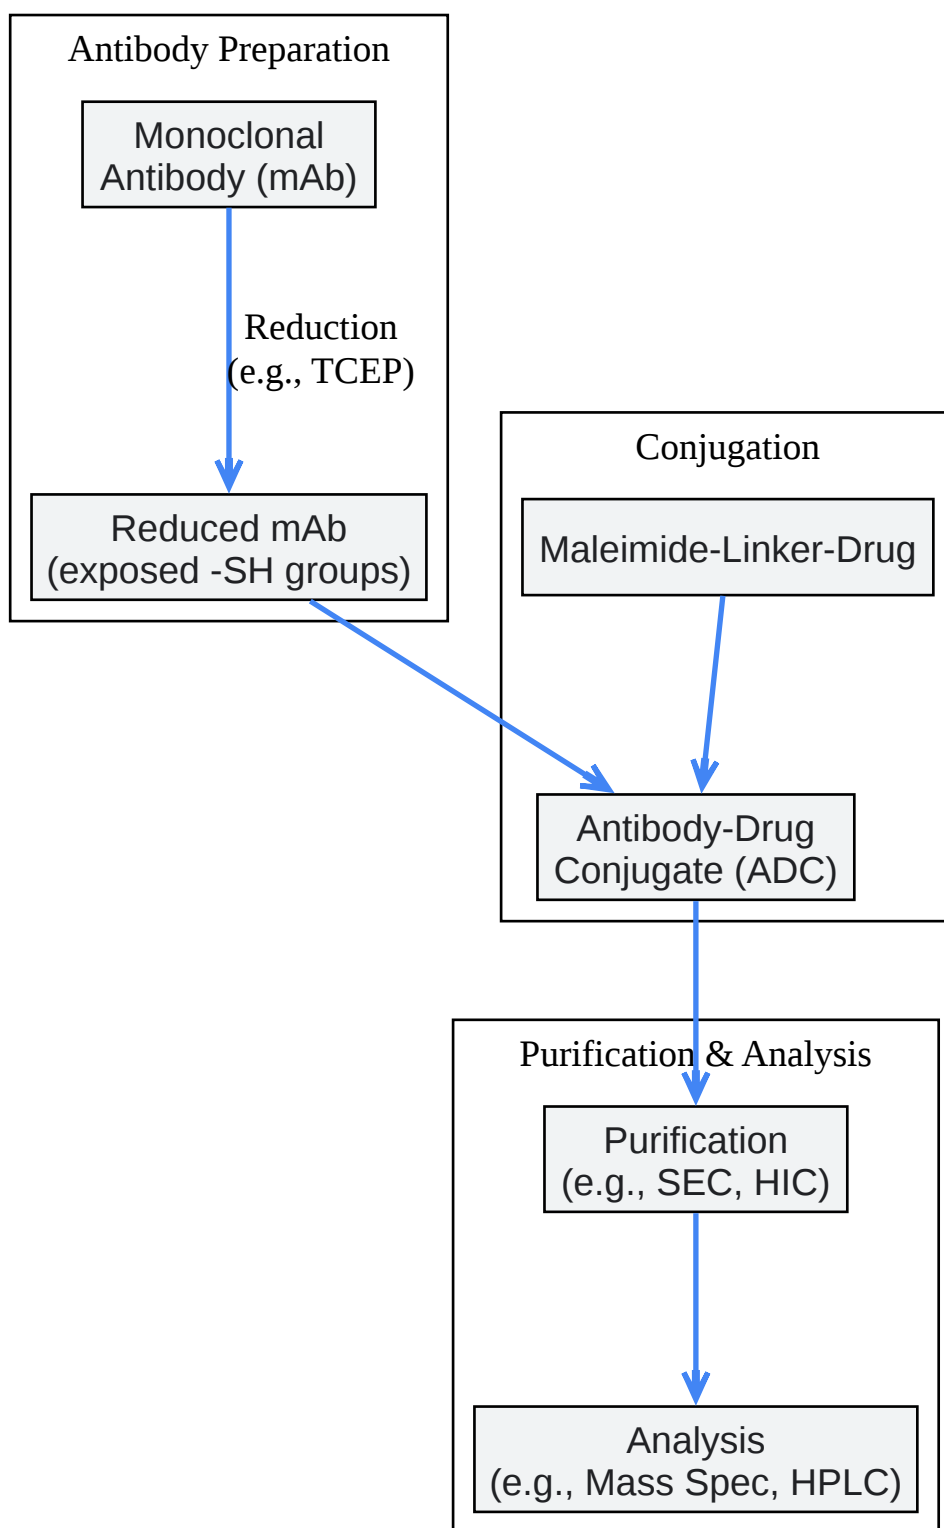 Antibody Preparation
Monoclonal
Antibody (mAb)
Reduction
(e.g., TCEP)
Reduced mAb
(exposed -SH groups)
Conjugation
Maleimide-Linker-Drug
Antibody-Drug
Conjugate (ADC)
Purification & Analysis
Purification
(e.g., SEC, HIC)
Analysis
(e.g., Mass Spec, HPLC)